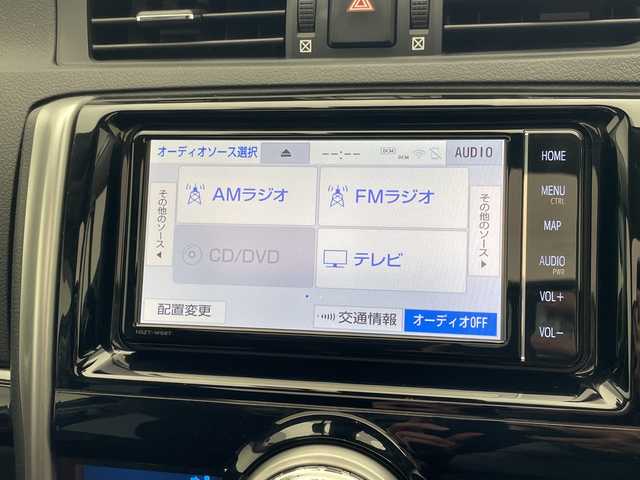 オーディオソース選択
--:--
DCM
DCM
AUDIO
その他のソース
AMラジオ
FMラジオ
その他のソース
CD/DVD
テレビ
配置変更
交通情報
オーディオOFF
HOME
MENU
CTRL
MAP
AUDIO
PWR
VOL+
VOL-